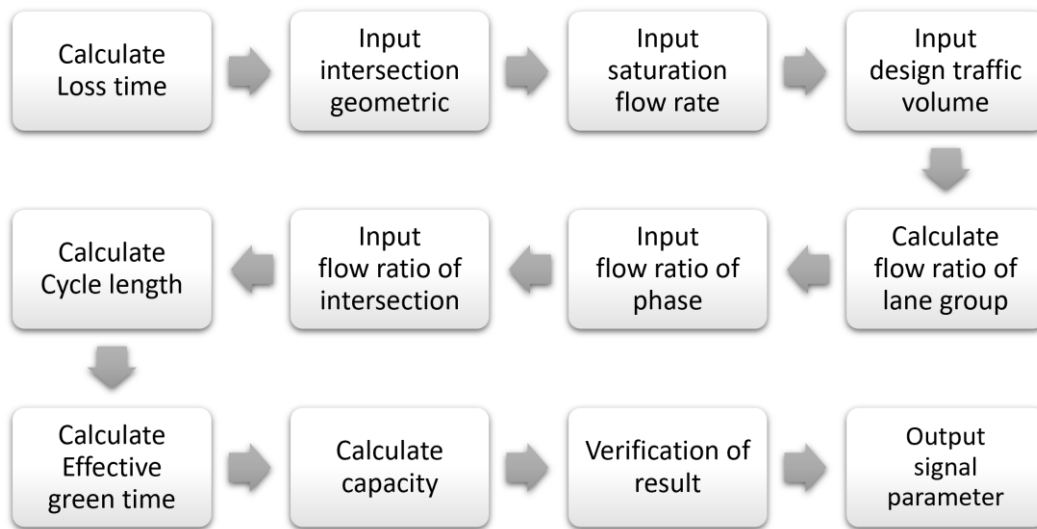 Calculate
Loss time
Input
intersection
geometric
Input
saturation
flow rate
Input
design traffic
volume
Calculate
flow ratio of
lane group
Input
flow ratio of
phase
Input
flow ratio of
intersection
Calculate
Cycle length
Calculate
Effective
green time
Calculate
capacity
Verification of
result
Output
signal
parameter